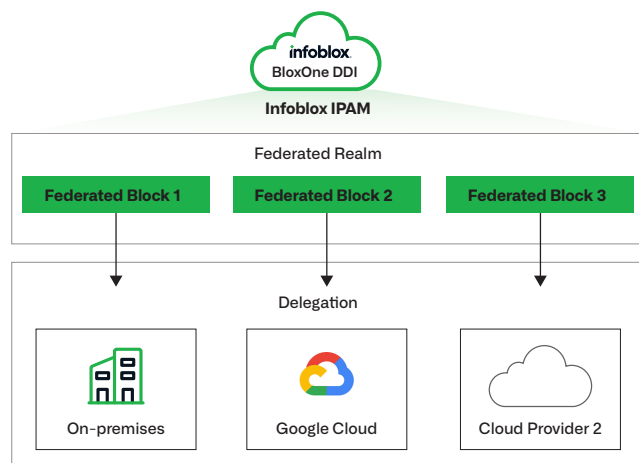 infoblox.
BloxOne DDI
Infoblox IPAM
Federated Realm
Federated Block 1
Federated Block 2
Federated Block 3
Delegation
On-premises
Google Cloud
Cloud Provider 2